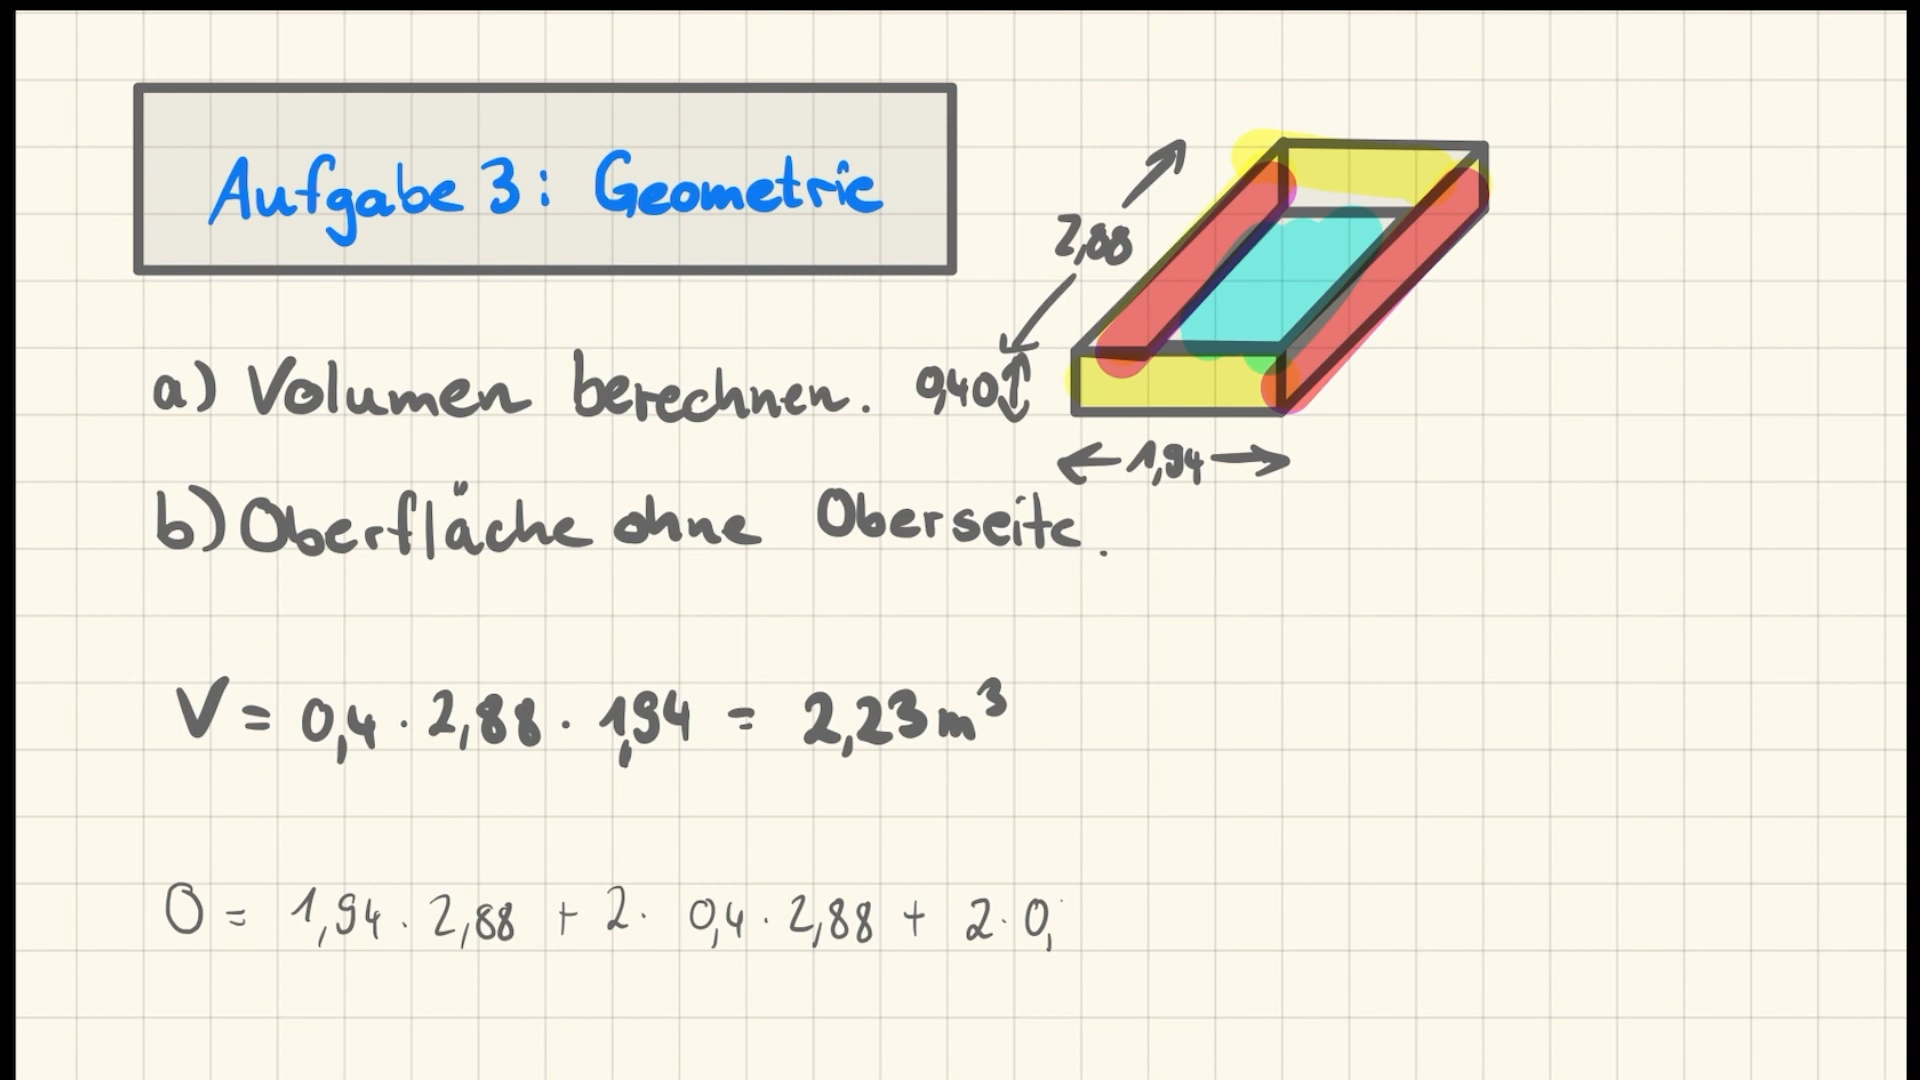 Aufgabe 3: Geometrie
2,88
a) Volumen berechnen.
0,40
1,94
b) Oberfläche ohne Oberseite.
V = 0,4 · 2,88 · 1,94 = 2,23 m³
O = 1,94 · 2,88 + 2 · 0,4 · 2,88 + 2 · 0,